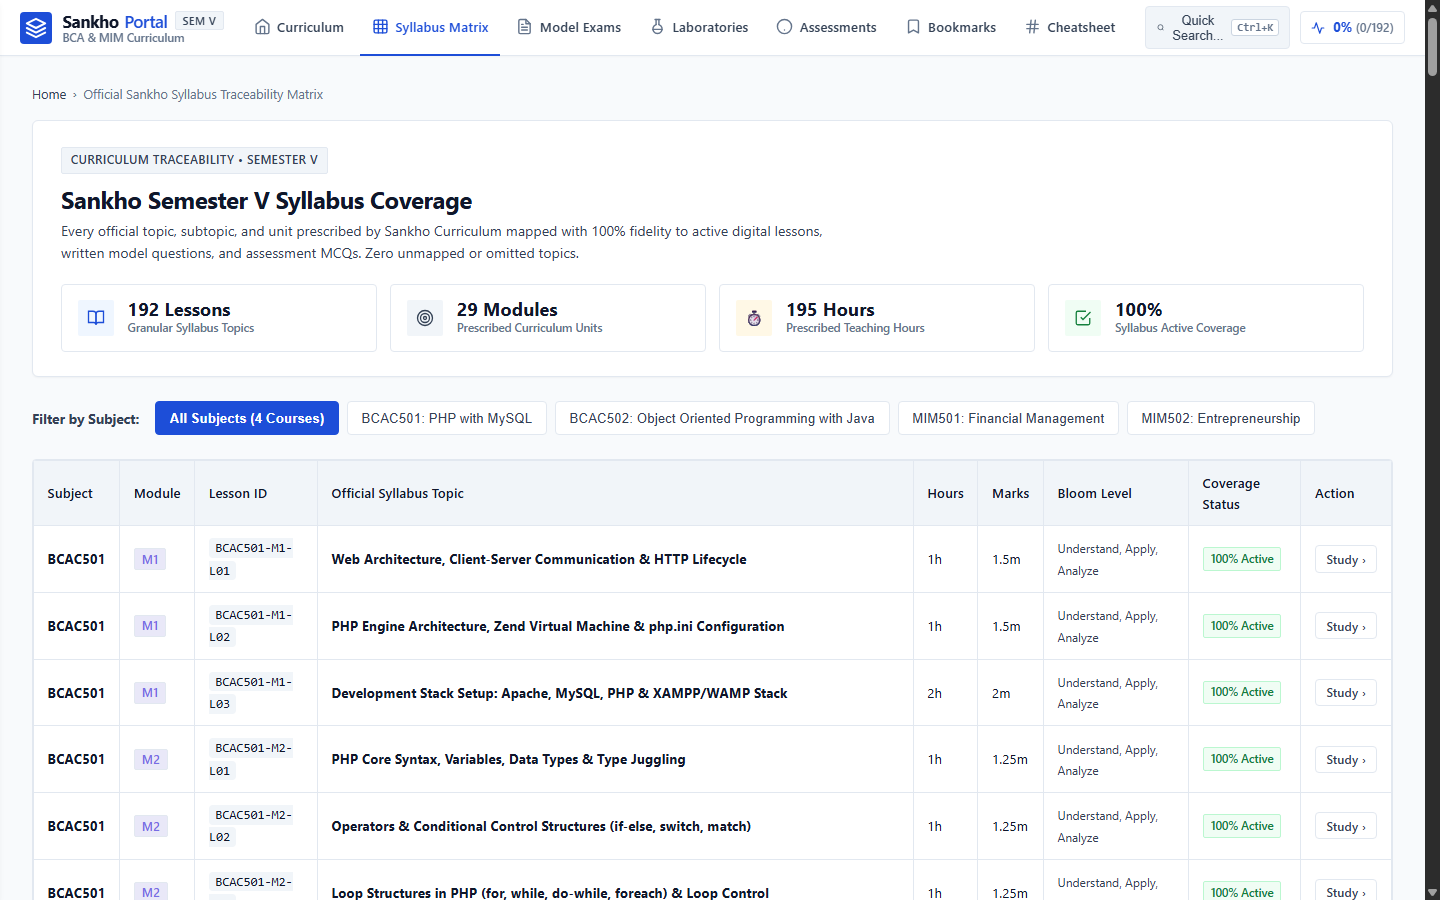 Sankho Portal SEM V
BCA & MIM Curriculum
Curriculum
Syllabus Matrix
Model Exams
Laboratories
Assessments
Bookmarks
Cheatsheet
Quick Search... Ctrl+K
0% (0/192)
Home › Official Sankho Syllabus Traceability Matrix
CURRICULUM TRACEABILITY • SEMESTER V
Sankho Semester V Syllabus Coverage
Every official topic, subtopic, and unit prescribed by Sankho Curriculum mapped with 100% fidelity to active digital lessons,
written model questions, and assessment MCQs. Zero unmapped or omitted topics.
192 Lessons
Granular Syllabus Topics
29 Modules
Prescribed Curriculum Units
195 Hours
Prescribed Teaching Hours
100%
Syllabus Active Coverage
Filter by Subject:
All Subjects (4 Courses)
BCAC501: PHP with MySQL
BCAC502: Object Oriented Programming with Java
MIM501: Financial Management
MIM502: Entrepreneurship
Subject Module Lesson ID Official Syllabus Topic Hours Marks Bloom Level Coverage Status Action
BCAC501 M1 BCAC501-M1-L01 Web Architecture, Client-Server Communication & HTTP Lifecycle 1h 1.5m Understand, Apply, Analyze 100% Active Study ›
BCAC501 M1 BCAC501-M1-L02 PHP Engine Architecture, Zend Virtual Machine & php.ini Configuration 1h 1.5m Understand, Apply, Analyze 100% Active Study ›
BCAC501 M1 BCAC501-M1-L03 Development Stack Setup: Apache, MySQL, PHP & XAMPP/WAMP Stack 2h 2m Understand, Apply, Analyze 100% Active Study ›
BCAC501 M2 BCAC501-M2-L01 PHP Core Syntax, Variables, Data Types & Type Juggling 1h 1.25m Understand, Apply, Analyze 100% Active Study ›
BCAC501 M2 BCAC501-M2-L02 Operators & Conditional Control Structures (if-else, switch, match) 1h 1.25m Understand, Apply, Analyze 100% Active Study ›
BCAC501 M2 BCAC501-M2- Loop Structures in PHP (for, while, do-while, foreach) & Loop Control 1h 1.25m Understand, Apply, 100% Active Study ›